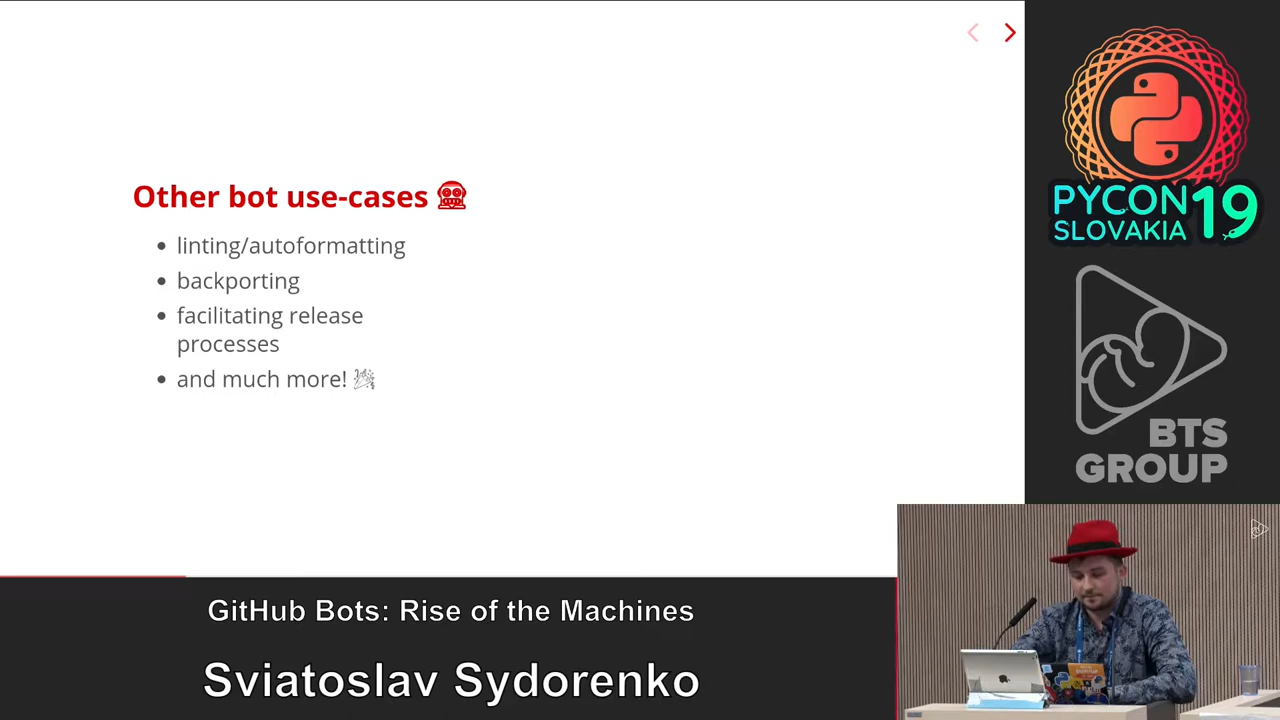 Other bot use-cases
linting/autoformatting
backporting
facilitating release
processes
and much more!
PYCON 19
SLOVAKIA
BTS
GROUP
GitHub Bots: Rise of the Machines
Sviatoslav Sydorenko